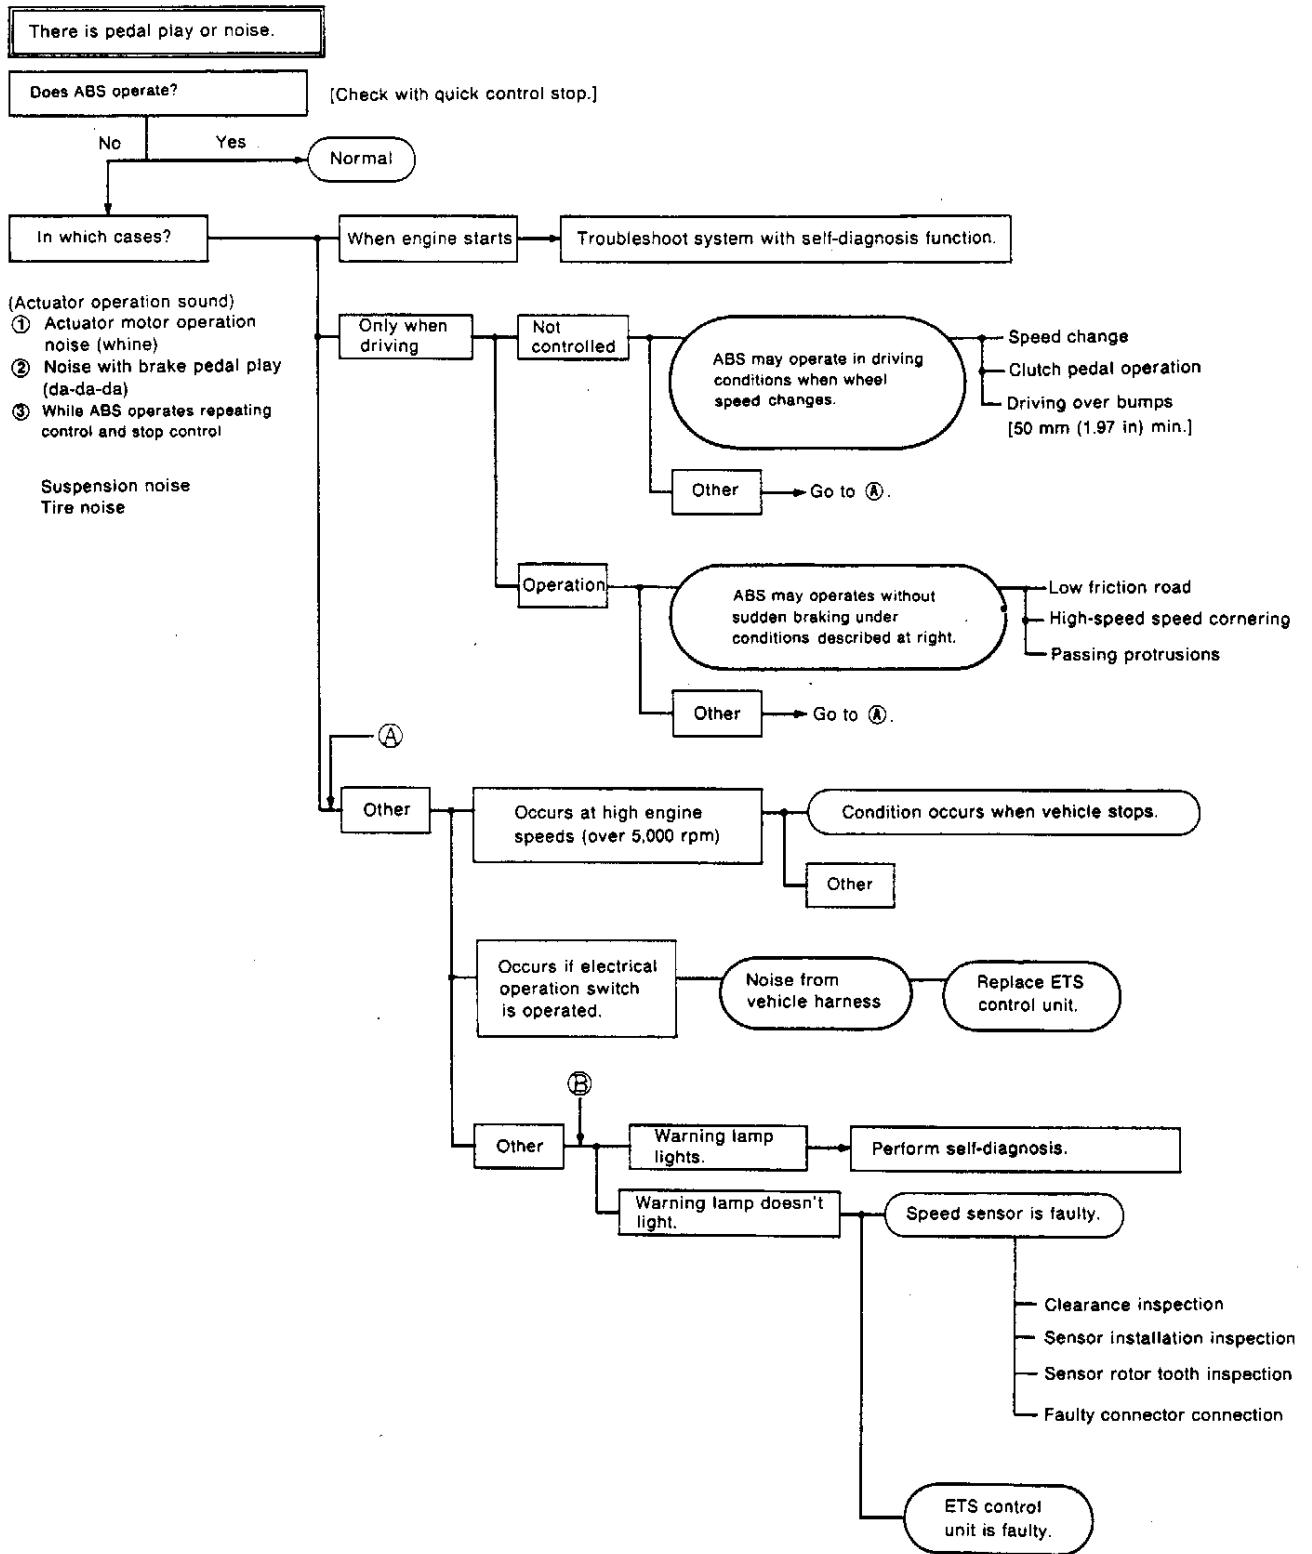 There is pedal play or noise.
Does ABS operate?
[Check with quick control stop.]
No
Yes
Normal
In which cases?
When engine starts
Troubleshoot system with self-diagnosis function.
(Actuator operation sound)
① Actuator motor operation
noise (whine)
② Noise with brake pedal play
(da-da-da)
③ While ABS operates repeating
control and stop control
Suspension noise
Tire noise
Only when
driving
Not
controlled
ABS may operate in driving
conditions when wheel
speed changes.
Speed change
Clutch pedal operation
Driving over bumps
[50 mm (1.97 in) min.]
Other
Go to Ⓐ.
Operation
ABS may operates without
sudden braking under
conditions described at right.
Low friction road
High-speed speed cornering
Passing protrusions
Other
Go to Ⓐ.
Ⓐ
Other
Occurs at high engine
speeds (over 5,000 rpm)
Condition occurs when vehicle stops.
Other
Occurs if electrical
operation switch
is operated.
Noise from
vehicle harness
Replace ETS
control unit.
Ⓑ
Other
Warning lamp
lights.
Perform self-diagnosis.
Warning lamp doesn't
light.
Speed sensor is faulty.
Clearance inspection
Sensor installation inspection
Sensor rotor tooth inspection
Faulty connector connection
ETS control
unit is faulty.